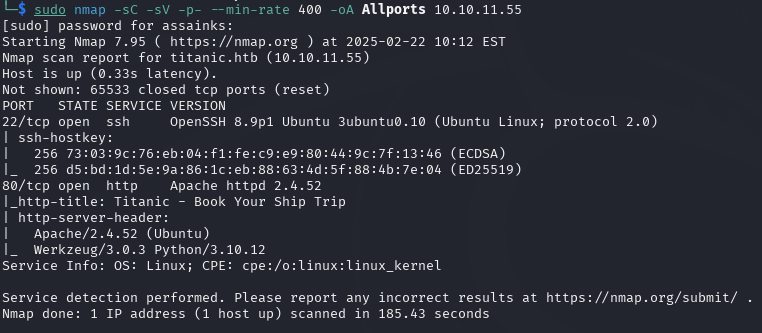 └─$ sudo nmap -sC -sV -p- --min-rate 400 -oA Allports 10.10.11.55
[sudo] password for assainks:
Starting Nmap 7.95 ( https://nmap.org ) at 2025-02-22 10:12 EST
Nmap scan report for titanic.htb (10.10.11.55)
Host is up (0.33s latency).
Not shown: 65533 closed tcp ports (reset)
PORT   STATE SERVICE VERSION
22/tcp open  ssh     OpenSSH 8.9p1 Ubuntu 3ubuntu0.10 (Ubuntu Linux; protocol 2.0)
| ssh-hostkey:
|   256 73:03:9c:76:eb:04:f1:fe:c9:e9:80:44:9c:7f:13:46 (ECDSA)
|_  256 d5:bd:1d:5e:9a:86:1c:eb:88:63:4d:5f:88:4b:7e:04 (ED25519)
80/tcp open  http    Apache httpd 2.4.52
|_http-title: Titanic - Book Your Ship Trip
| http-server-header:
|   Apache/2.4.52 (Ubuntu)
|_  Werkzeug/3.0.3 Python/3.10.12
Service Info: OS: Linux; CPE: cpe:/o:linux:linux_kernel

Service detection performed. Please report any incorrect results at https://nmap.org/submit/ .
Nmap done: 1 IP address (1 host up) scanned in 185.43 seconds